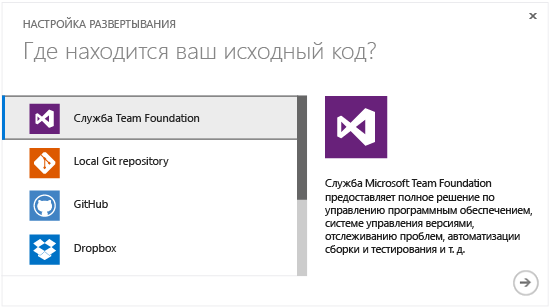 НАСТРОЙКА РАЗВЕРТЫВАНИЯ
Где находится ваш исходный код?
Служба Team Foundation
Local Git repository
GitHub
Dropbox
Служба Microsoft Team Foundation
предоставляет полное решение по
управлению программным обеспечением,
системе управления версиями,
отслеживанию проблем, автоматизации
сборки и тестирования и т. д.